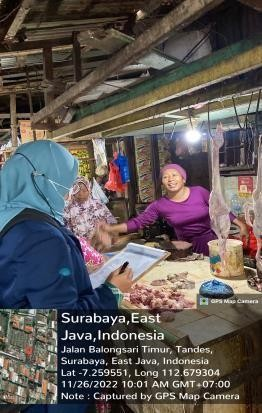 GPS Map Camera
Surabaya,East
Java,Indonesia
Jalan Balongsari Timur, Tandes,
Surabaya, East Java, Indonesia
Lat -7.259551, Long 112.679304
11/26/2022 10:01 AM GMT+07:00
Note : Captured by GPS Map Camera